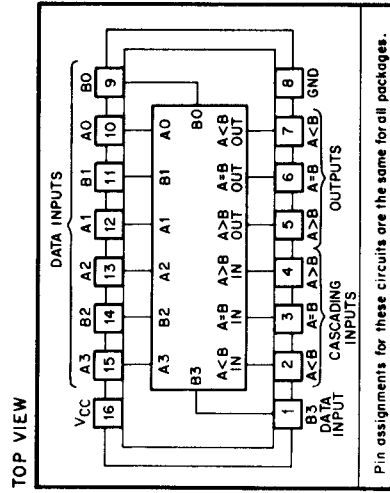 TOP VIEW
DATA INPUTS
VCC A3 B2 A2 A1 B1 A0 B0
16 15 14 13 12 11 10 9
A3 B2 A2 A1 B1 A0
B3 B0
A<B A=B A>B A>B A=B A<B
IN IN IN OUT OUT OUT
1 2 3 4 5 6 7 8
B3 A<B A=B A>B A>B A=B A<B GND
DATA INPUT
CASCADING INPUTS
OUTPUTS
Pin assignments for these circuits are the same for all packages.